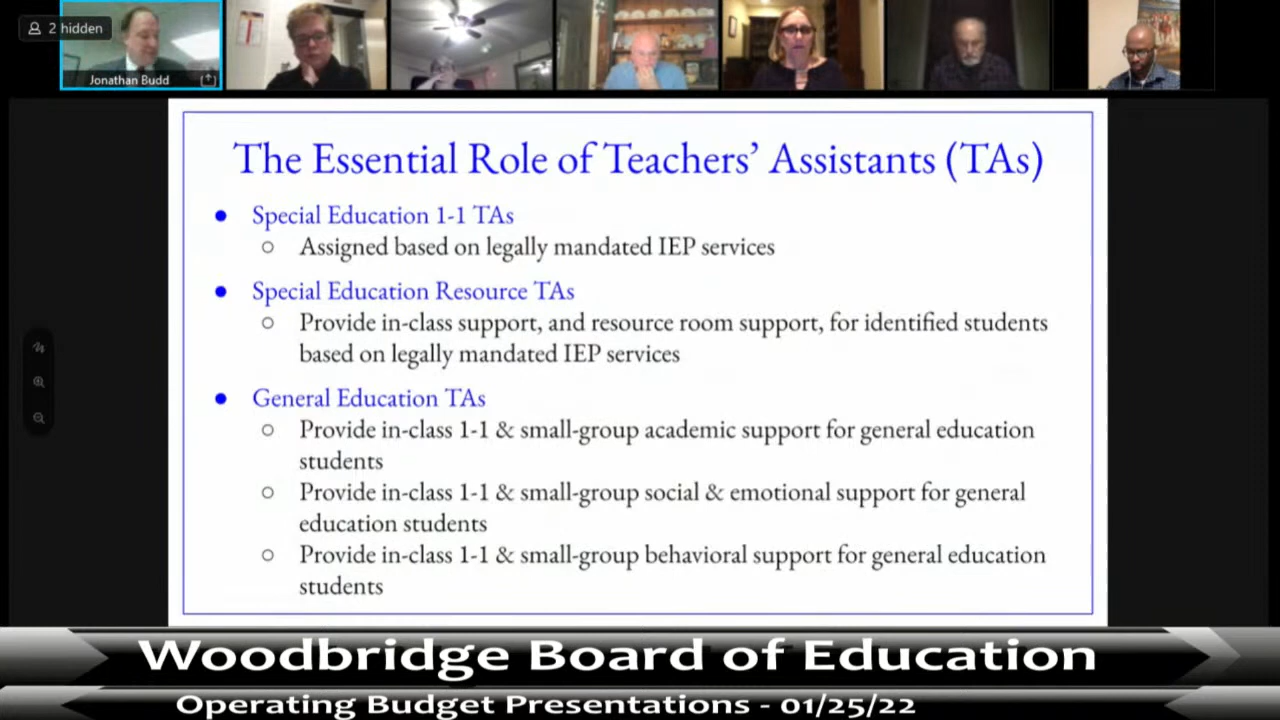 2 hidden
Jonathan Budd
The Essential Role of Teachers’ Assistants (TAs)
● Special Education 1-1 TAs
○ Assigned based on legally mandated IEP services
● Special Education Resource TAs
○ Provide in-class support, and resource room support, for identified students
based on legally mandated IEP services
● General Education TAs
○ Provide in-class 1-1 & small-group academic support for general education
students
○ Provide in-class 1-1 & small-group social & emotional support for general
education students
○ Provide in-class 1-1 & small-group behavioral support for general education
students
Woodbridge Board of Education
Operating Budget Presentations - 01/25/22